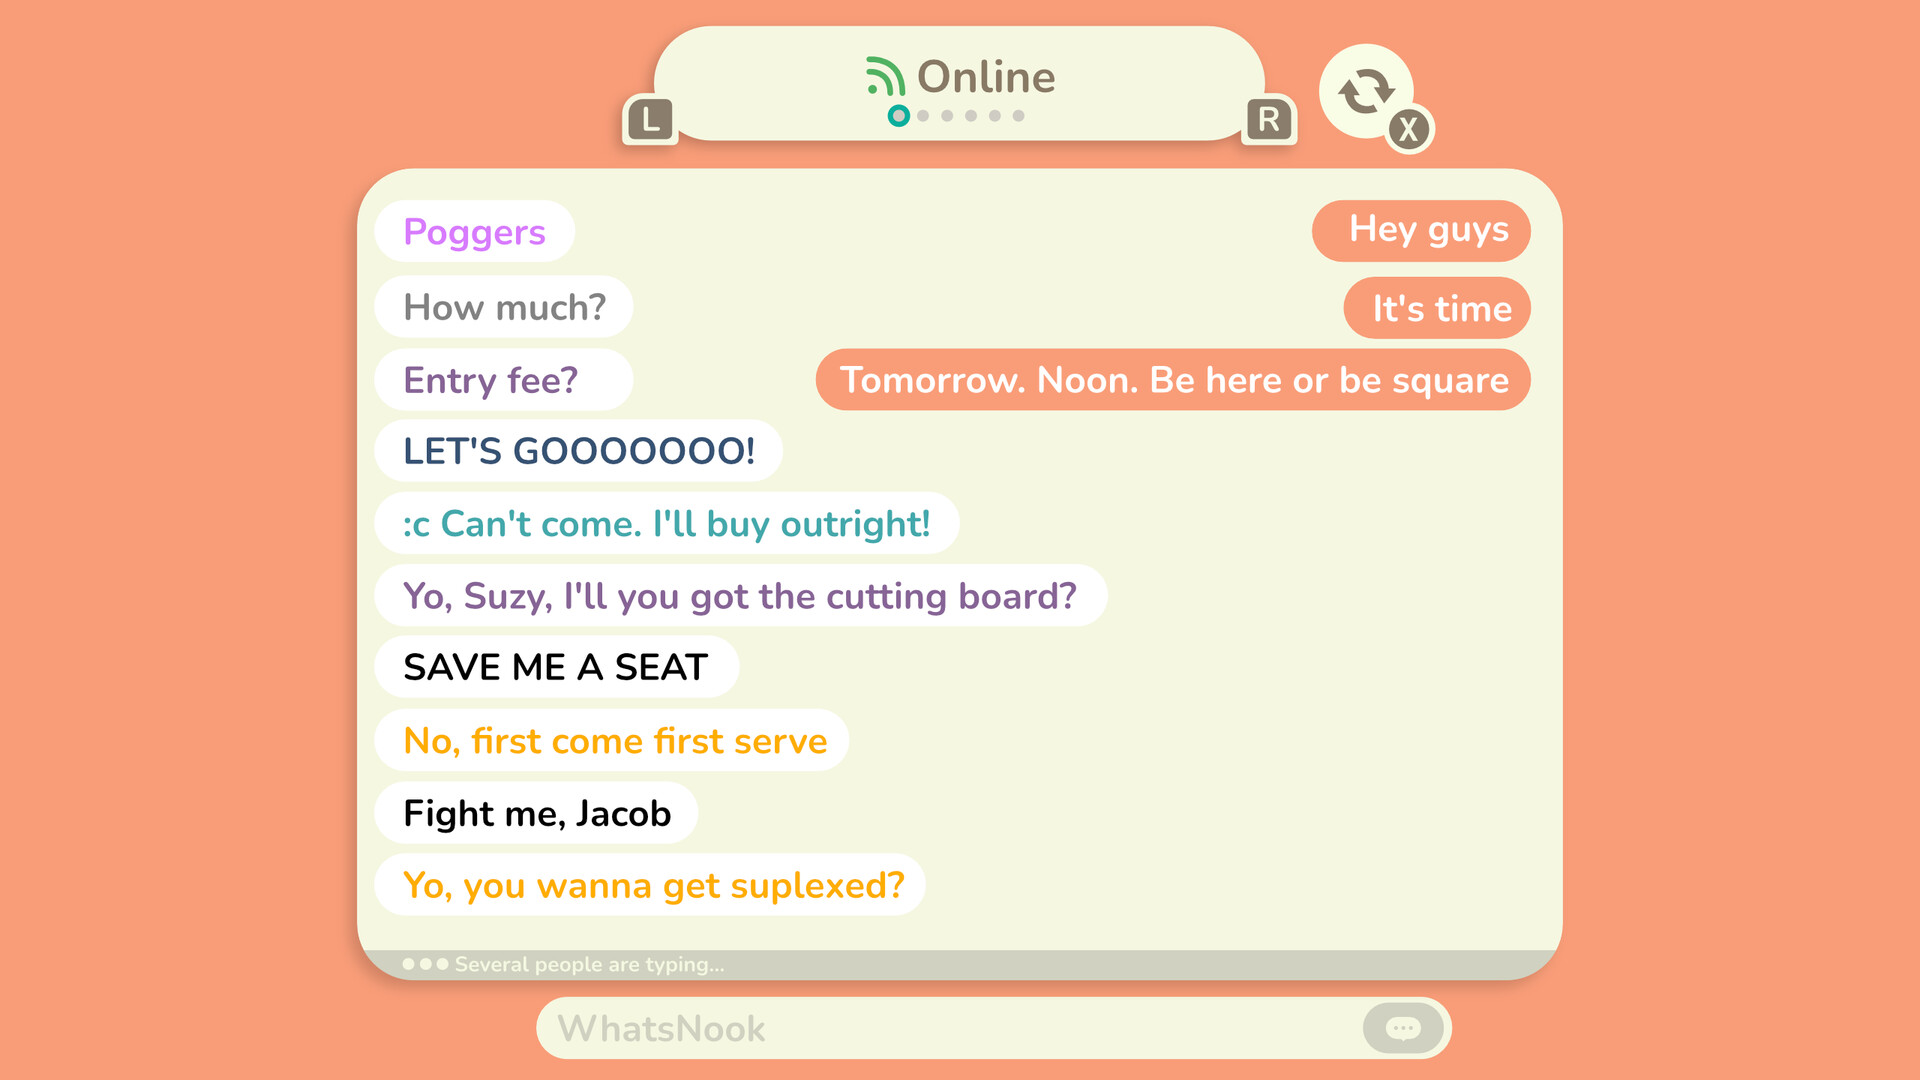 Online
L
R
X
Poggers
Hey guys
How much?
It's time
Entry fee?
Tomorrow. Noon. Be here or be square
LET'S GOOOOOOO!
:c Can't come. I'll buy outright!
Yo, Suzy, I'll you got the cutting board?
SAVE ME A SEAT
No, first come first serve
Fight me, Jacob
Yo, you wanna get suplexed?
Several people are typing...
WhatsNook